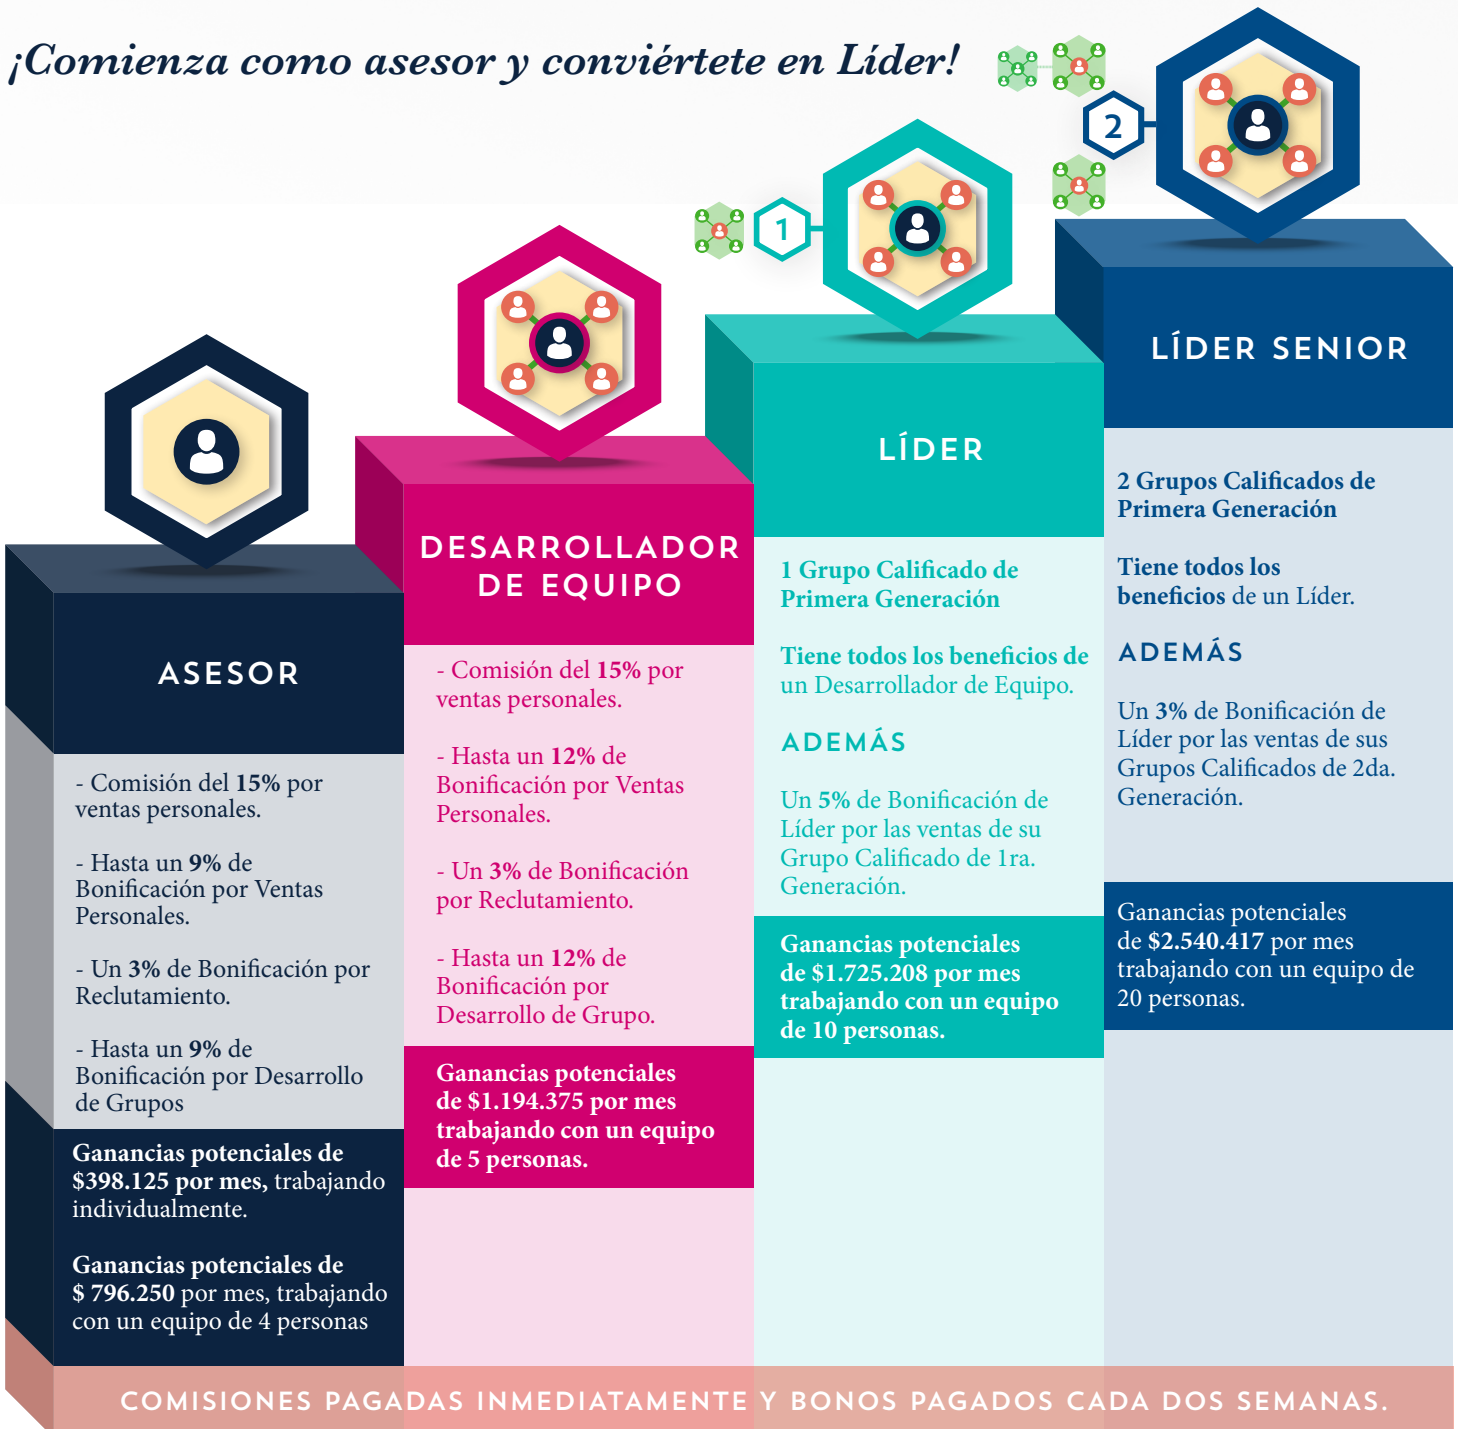 ¡Comienza como asesor y conviértete en Líder!
ASESOR
- Comisión del 15% por
ventas personales.
- Hasta un 9% de
Bonificación por Ventas
Personales.
- Un 3% de Bonificación por
Reclutamiento.
- Hasta un 9% de
Bonificación por Desarrollo
de Grupos
Ganancias potenciales de
$398.125 por mes, trabajando
individualmente.
Ganancias potenciales de
$ 796.250 por mes, trabajando
con un equipo de 4 personas
DESARROLLADOR
DE EQUIPO
- Comisión del 15% por
ventas personales.
- Hasta un 12% de
Bonificación por Ventas
Personales.
- Un 3% de Bonificación
por Reclutamiento.
- Hasta un 12% de
Bonificación por
Desarrollo de Grupo.
Ganancias potenciales
de $1.194.375 por mes
trabajando con un equipo
de 5 personas.
1
LÍDER
1 Grupo Calificado de
Primera Generación
Tiene todos los beneficios de
un Desarrollador de Equipo.
ADEMÁS
Un 5% de Bonificación de
Líder por las ventas de su
Grupo Calificado de 1ra.
Generación.
Ganancias potenciales
de $1.725.208 por mes
trabajando con un equipo
de 10 personas.
2
LÍDER SENIOR
2 Grupos Calificados de
Primera Generación
Tiene todos los
beneficios de un Líder.
ADEMÁS
Un 3% de Bonificación de
Líder por las ventas de sus
Grupos Calificados de 2da.
Generación.
Ganancias potenciales
de $2.540.417 por mes
trabajando con un equipo de
20 personas.
COMISIONES PAGADAS INMEDIATAMENTE Y BONOS PAGADOS CADA DOS SEMANAS.